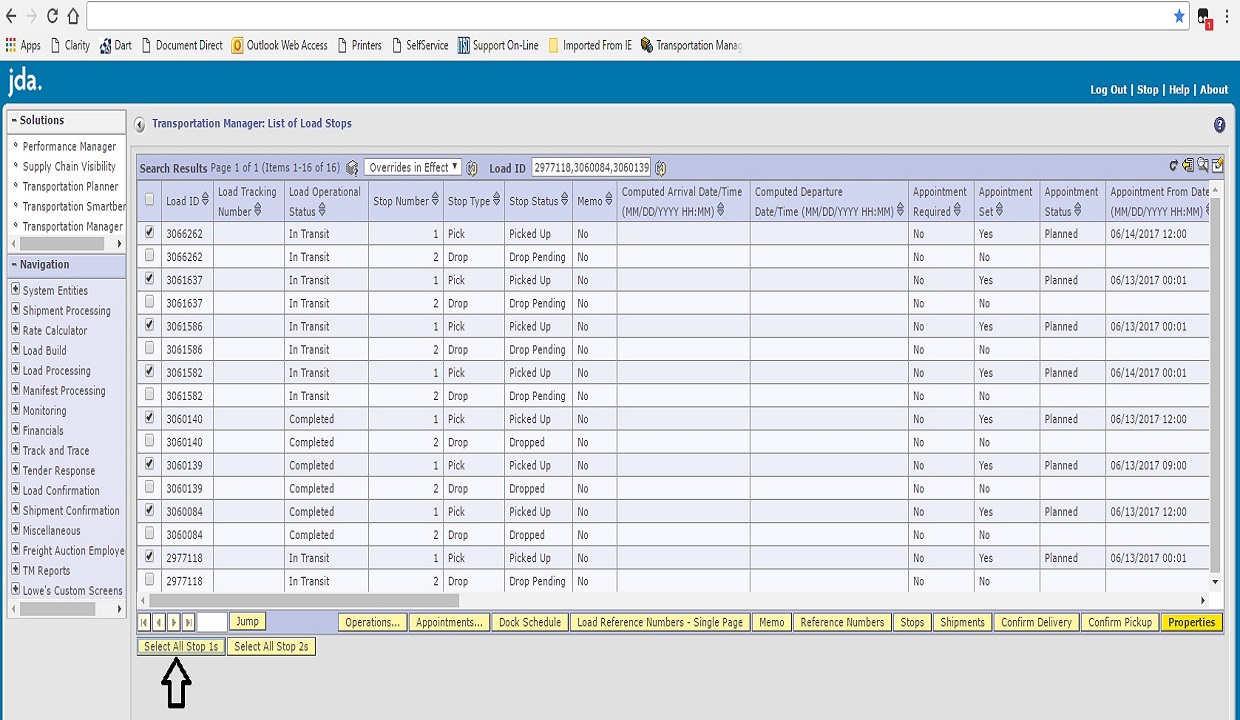 Apps Clarity Dart Document Direct Outlook Web Access Printers SelfService Support On-Line Imported From IE Transportation Mana
1
jda.
Log Out | Stop | Help | About
Solutions
Performance Manager
Supply Chain Visibility
Transportation Planner
Transportation Smartber
Transportation Manager
Navigation
System Entities
Shipment Processing
Rate Calculator
Load Build
Load Processing
Manifest Processing
Monitoring
Financials
Track and Trace
Tender Response
Load Confirmation
Shipment Confirmation
Miscellaneous
Freight Auction Employe
TM Reports
Lowe's Custom Screens
Transportation Manager: List of Load Stops
Search Results Page 1 of 1 (Items 1-16 of 16) Overrides in Effect Load ID 2977118,3060084,3060139
Load ID Load Tracking Number Load Operational Status Stop Number Stop Type Stop Status Memo Computed Arrival Date/Time (MM/DD/YYYY HH:MM) Computed Departure Date/Time (MM/DD/YYYY HH:MM) Appointment Required Appointment Set Appointment Status Appointment From Date (MM/DD/YYYY HH:MM)
3066262 In Transit 1 Pick Picked Up No No Yes Planned 06/14/2017 12:00
3066262 In Transit 2 Drop Drop Pending No No No
3061637 In Transit 1 Pick Picked Up No No Yes Planned 06/13/2017 00:01
3061637 In Transit 2 Drop Drop Pending No No No
3061586 In Transit 1 Pick Picked Up No No Yes Planned 06/13/2017 00:01
3061586 In Transit 2 Drop Drop Pending No No No
3061582 In Transit 1 Pick Picked Up No No Yes Planned 06/14/2017 00:01
3061582 In Transit 2 Drop Drop Pending No No No
3060140 Completed 1 Pick Picked Up No No Yes Planned 06/13/2017 12:00
3060140 Completed 2 Drop Dropped No No No
3060139 Completed 1 Pick Picked Up No No Yes Planned 06/13/2017 09:00
3060139 Completed 2 Drop Dropped No No No
3060084 Completed 1 Pick Picked Up No No Yes Planned 06/13/2017 12:00
3060084 Completed 2 Drop Dropped No No No
2977118 In Transit 1 Pick Picked Up No No Yes Planned 06/13/2017 00:01
2977118 In Transit 2 Drop Drop Pending No No No
Jump Operations... Appointments... Dock Schedule Load Reference Numbers - Single Page Memo Reference Numbers Stops Shipments Confirm Delivery Confirm Pickup Properties
Select All Stop 1s Select All Stop 2s